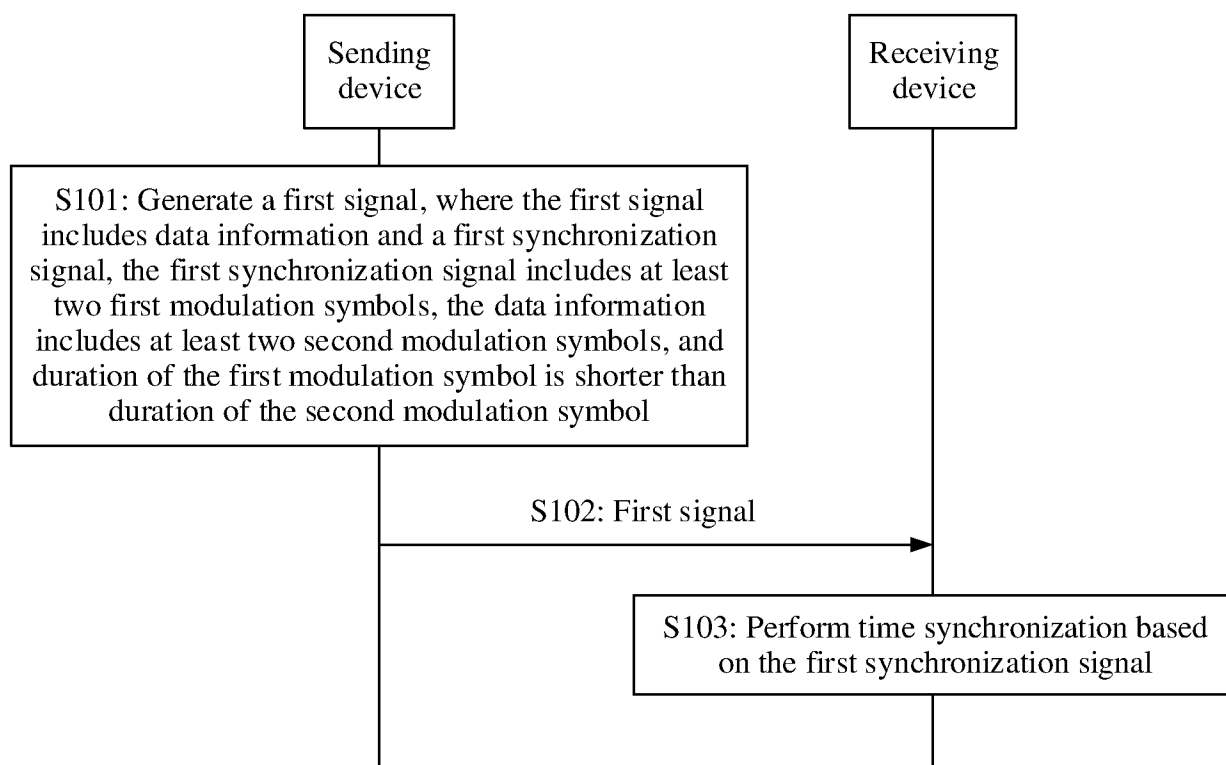 Sending
device
Receiving
device
S101: Generate a first signal, where the first signal
includes data information and a first synchronization
signal, the first synchronization signal includes at least
two first modulation symbols, the data information
includes at least two second modulation symbols, and
duration of the first modulation symbol is shorter than
duration of the second modulation symbol
S102: First signal
S103: Perform time synchronization based
on the first synchronization signal